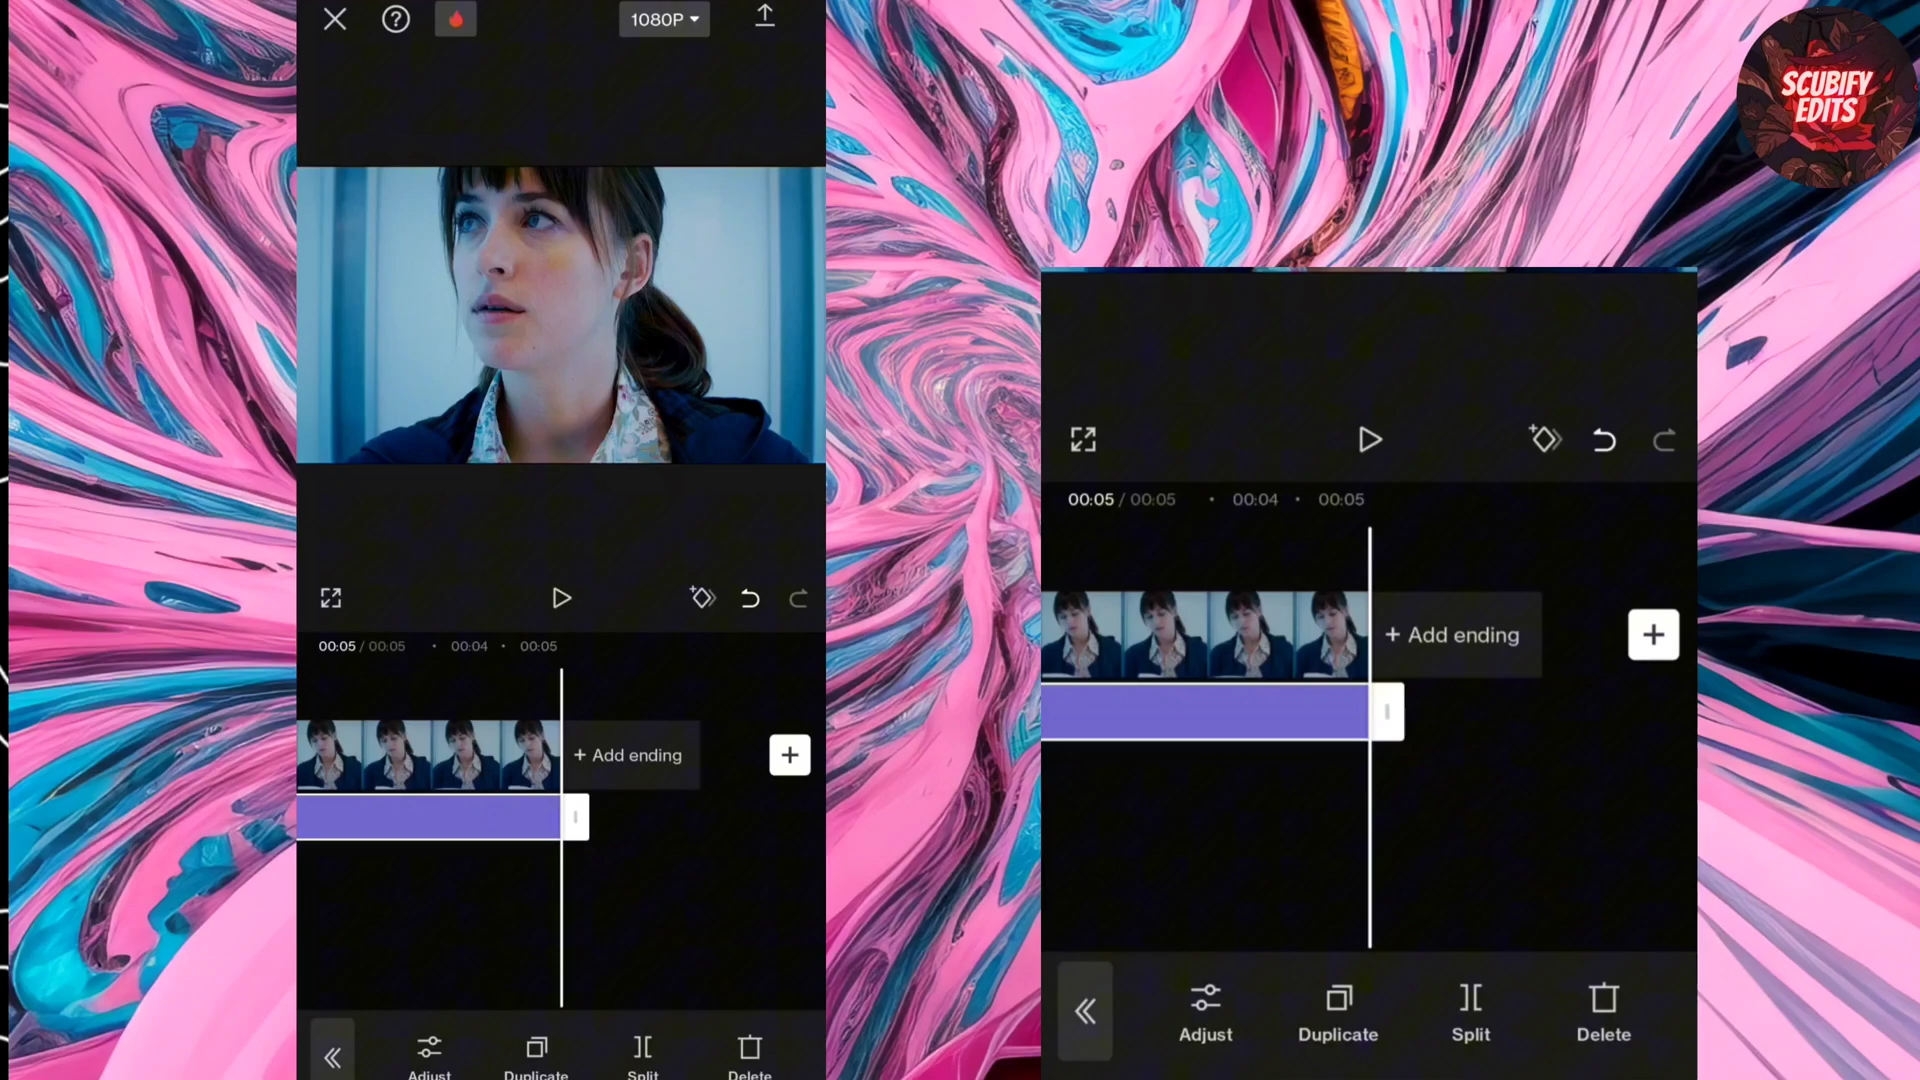 1080P
SCUBIFY
EDITS
00:05 / 00:05 • 00:04 • 00:05
+ Add ending
Adjust Duplicate Split Delete
00:05 / 00:05 • 00:04 • 00:05
+ Add ending
Adjust Duplicate Split Delete